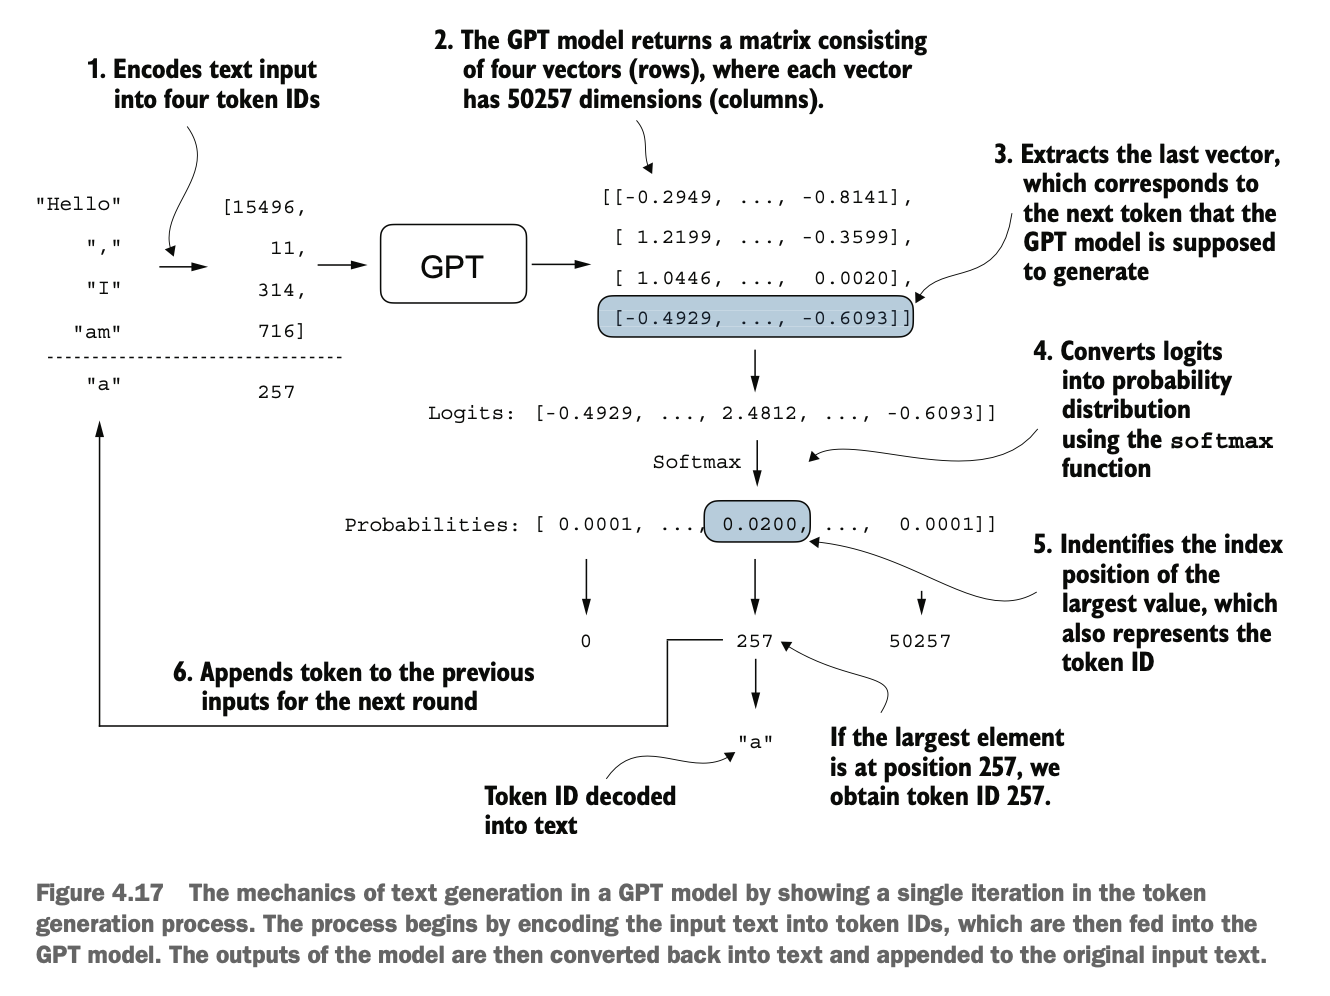 1. Encodes text input
into four token IDs
2. The GPT model returns a matrix consisting
of four vectors (rows), where each vector
has 50257 dimensions (columns).
3. Extracts the last vector,
which corresponds to
the next token that the
GPT model is supposed
to generate
"Hello"
","
"I"
"am"
"a"
[15496,
11,
314,
716]
257
GPT
[[-0.2949, ..., -0.8141],
[ 1.2199, ..., -0.3599],
[ 1.0446, ..., 0.0020],
[-0.4929, ..., -0.6093]]
4. Converts logits
into probability
distribution
using the softmax
function
Logits: [-0.4929, ..., 2.4812, ..., -0.6093]]
Softmax
Probabilities: [ 0.0001, ..., 0.0200, ..., 0.0001]]
5. Indentifies the index
position of the
largest value, which
also represents the
token ID
0 257 50257
6. Appends token to the previous
inputs for the next round
"a"
If the largest element
is at position 257, we
obtain token ID 257.
Token ID decoded
into text
Figure 4.17 The mechanics of text generation in a GPT model by showing a single iteration in the token
generation process. The process begins by encoding the input text into token IDs, which are then fed into the
GPT model. The outputs of the model are then converted back into text and appended to the original input text.